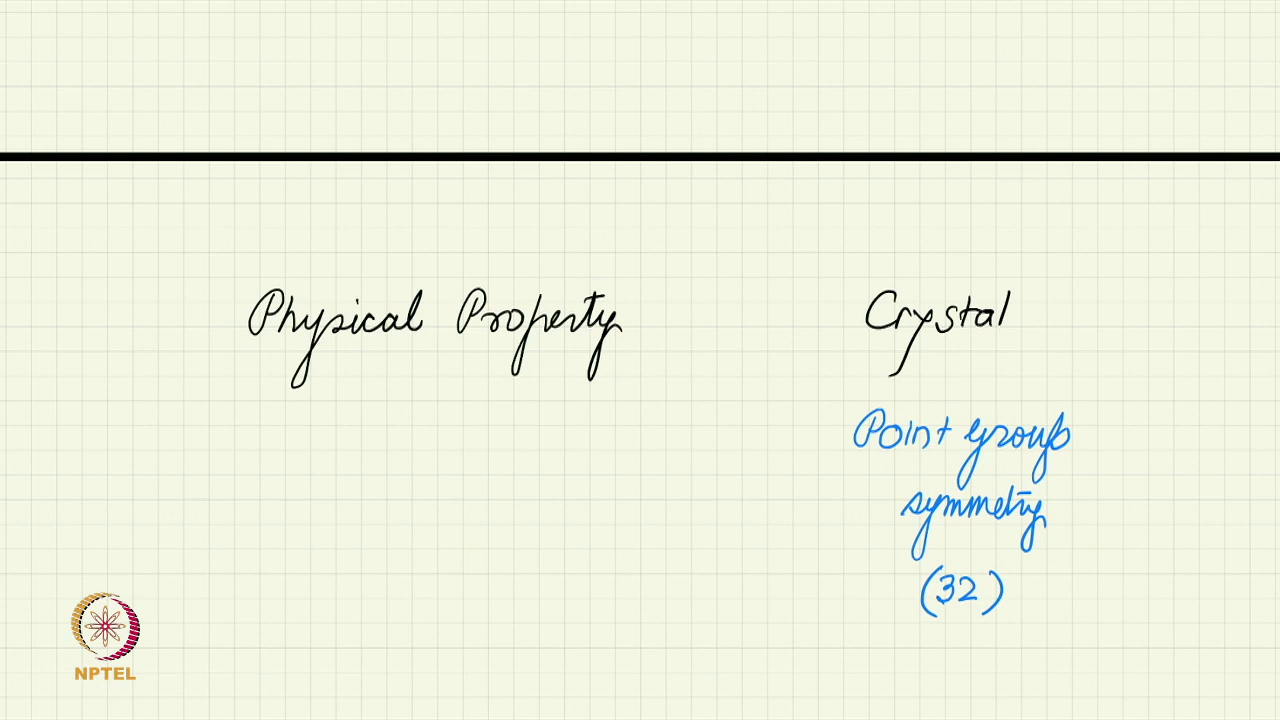 Physical Property
Crystal
Point group
symmetry
(32)
NPTEL